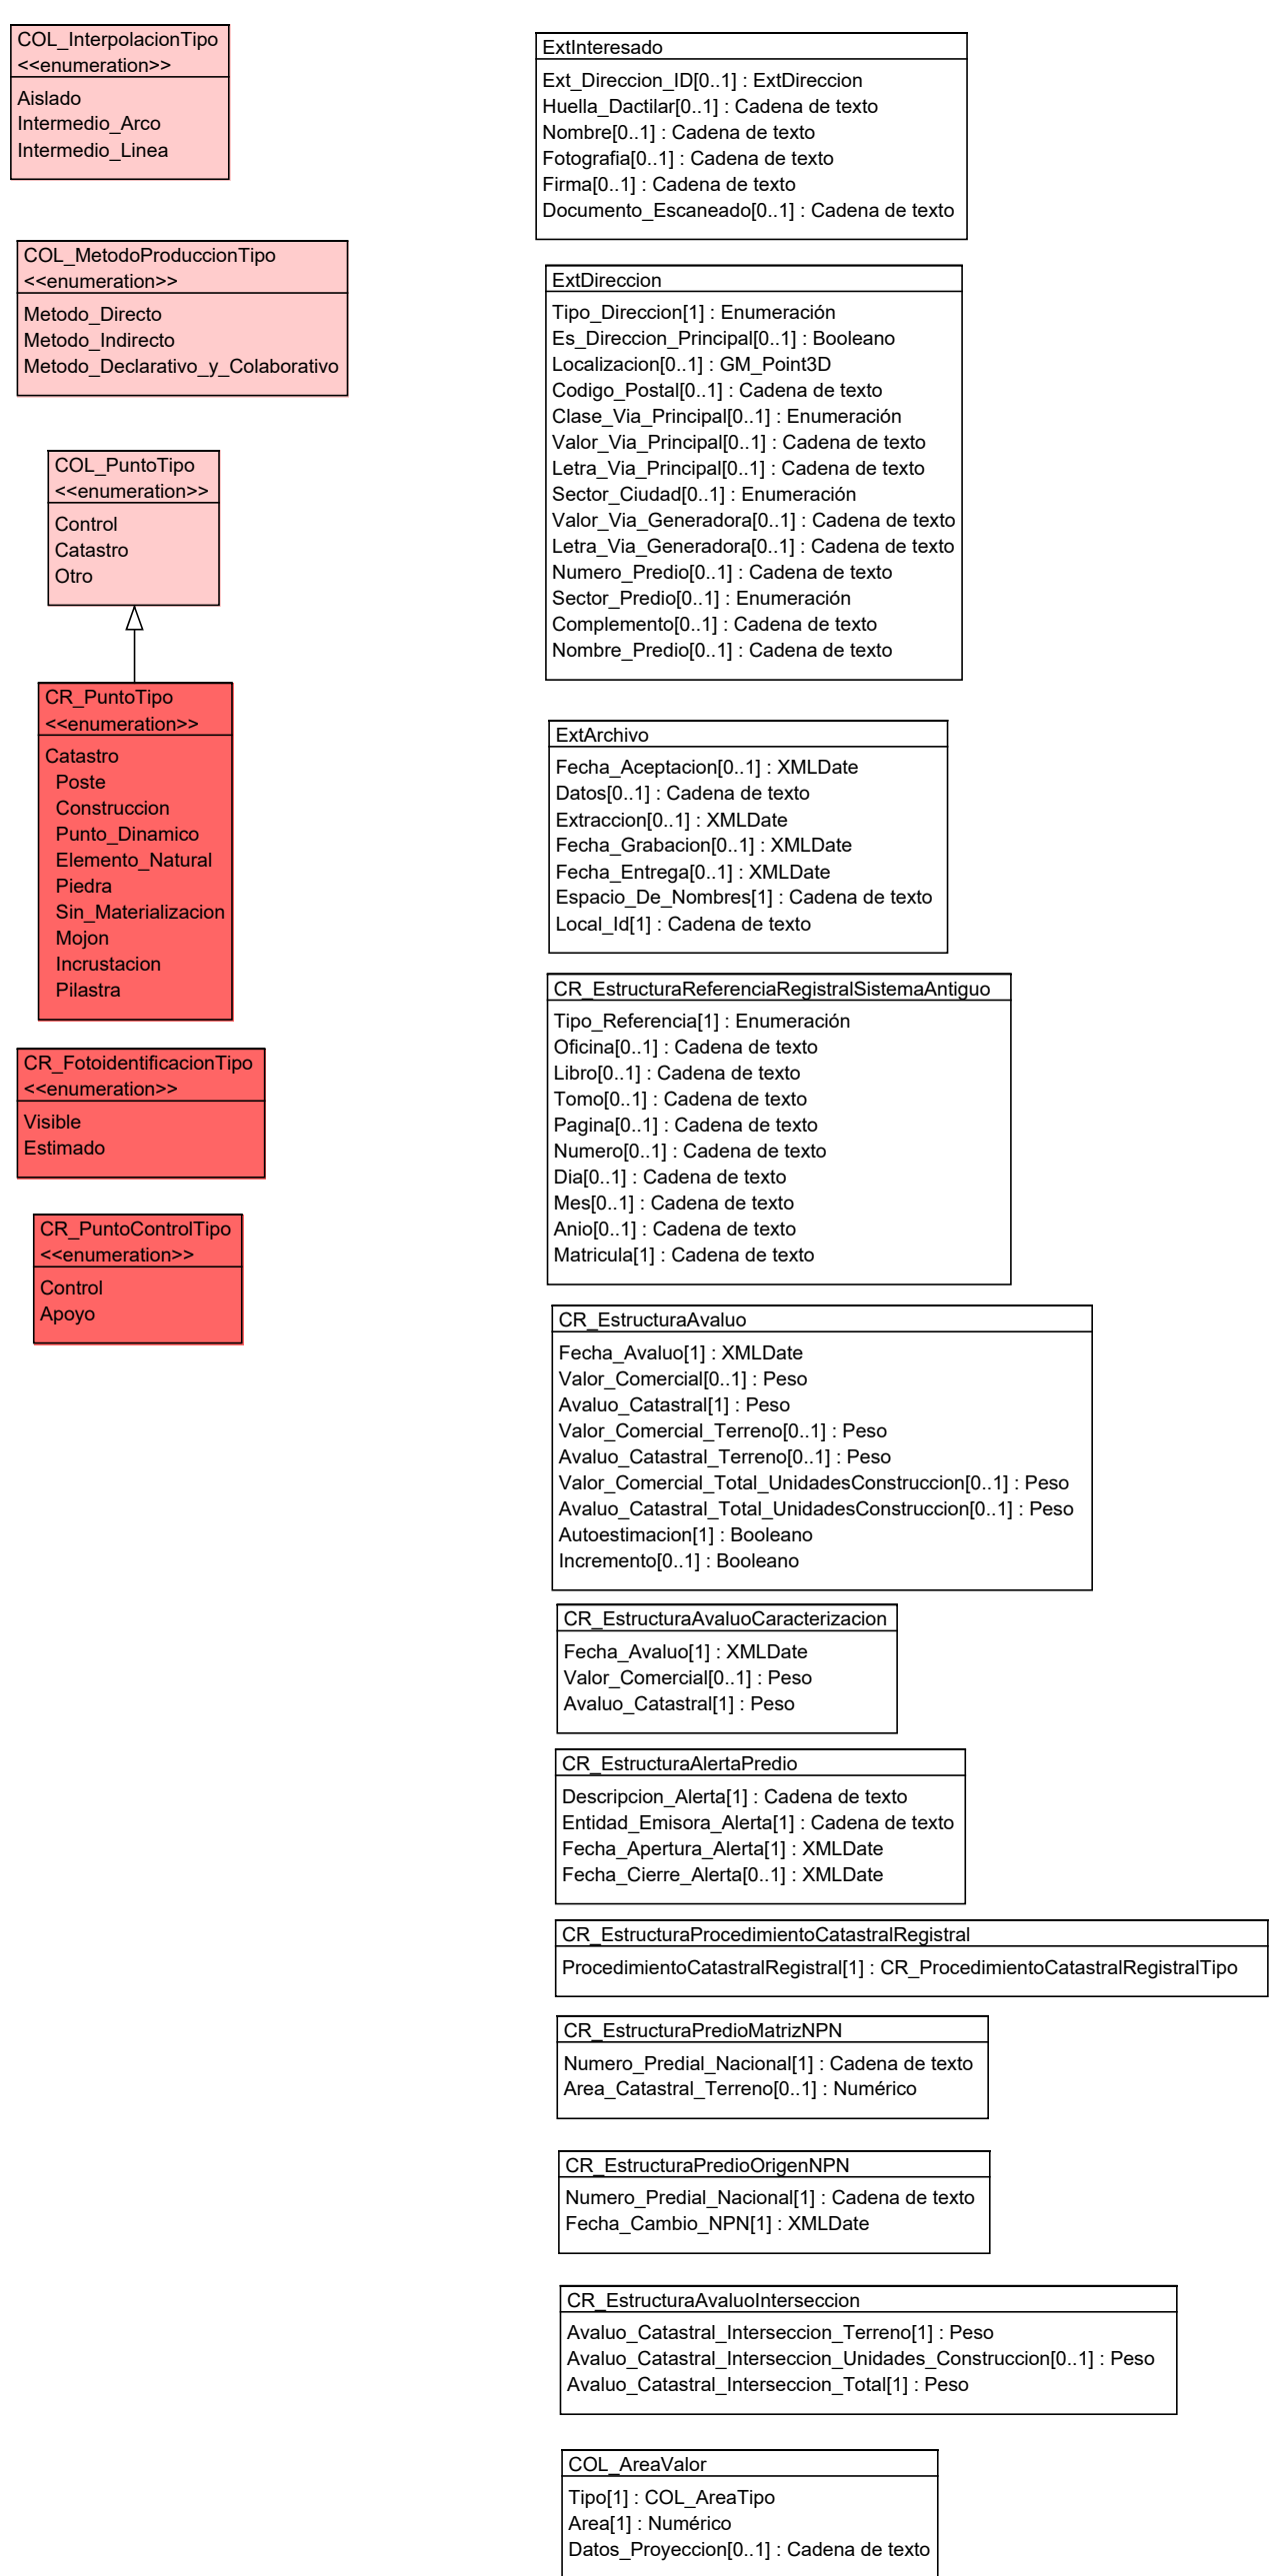 COL_InterpolacionTipo
<<enumeration>>
Aislado
Intermedio_Arco
Intermedio_Linea
COL_MetodoProduccionTipo
<<enumeration>>
Metodo_Directo
Metodo_Indirecto
Metodo_Declarativo_y_Colaborativo
COL_PuntoTipo
<<enumeration>>
Control
Catastro
Otro
CR_PuntoTipo
<<enumeration>>
Catastro
Poste
Construccion
Punto_Dinamico
Elemento_Natural
Piedra
Sin_Materializacion
Mojon
Incrustacion
Pilastra
CR_FotoidentificacionTipo
<<enumeration>>
Visible
Estimado
CR_PuntoControlTipo
<<enumeration>>
Control
Apoyo
ExtInteresado
Ext_Direccion_ID[0..1] : ExtDireccion
Huella_Dactilar[0..1] : Cadena de texto
Nombre[0..1] : Cadena de texto
Fotografia[0..1] : Cadena de texto
Firma[0..1] : Cadena de texto
Documento_Escaneado[0..1] : Cadena de texto
ExtDireccion
Tipo_Direccion[1] : Enumeración
Es_Direccion_Principal[0..1] : Booleano
Localizacion[0..1] : GM_Point3D
Codigo_Postal[0..1] : Cadena de texto
Clase_Via_Principal[0..1] : Enumeración
Valor_Via_Principal[0..1] : Cadena de texto
Letra_Via_Principal[0..1] : Cadena de texto
Sector_Ciudad[0..1] : Enumeración
Valor_Via_Generadora[0..1] : Cadena de texto
Letra_Via_Generadora[0..1] : Cadena de texto
Numero_Predio[0..1] : Cadena de texto
Sector_Predio[0..1] : Enumeración
Complemento[0..1] : Cadena de texto
Nombre_Predio[0..1] : Cadena de texto
ExtArchivo
Fecha_Aceptacion[0..1] : XMLDate
Datos[0..1] : Cadena de texto
Extraccion[0..1] : XMLDate
Fecha_Grabacion[0..1] : XMLDate
Fecha_Entrega[0..1] : XMLDate
Espacio_De_Nombres[1] : Cadena de texto
Local_Id[1] : Cadena de texto
CR_EstructuraReferenciaRegistralSistemaAntiguo
Tipo_Referencia[1] : Enumeración
Oficina[0..1] : Cadena de texto
Libro[0..1] : Cadena de texto
Tomo[0..1] : Cadena de texto
Pagina[0..1] : Cadena de texto
Numero[0..1] : Cadena de texto
Dia[0..1] : Cadena de texto
Mes[0..1] : Cadena de texto
Anio[0..1] : Cadena de texto
Matricula[1] : Cadena de texto
CR_EstructuraAvaluo
Fecha_Avaluo[1] : XMLDate
Valor_Comercial[0..1] : Peso
Avaluo_Catastral[1] : Peso
Valor_Comercial_Terreno[0..1] : Peso
Avaluo_Catastral_Terreno[0..1] : Peso
Valor_Comercial_Total_UnidadesConstruccion[0..1] : Peso
Avaluo_Catastral_Total_UnidadesConstruccion[0..1] : Peso
Autoestimacion[1] : Booleano
Incremento[0..1] : Booleano
CR_EstructuraAvaluoCaracterizacion
Fecha_Avaluo[1] : XMLDate
Valor_Comercial[0..1] : Peso
Avaluo_Catastral[1] : Peso
CR_EstructuraAlertaPredio
Descripcion_Alerta[1] : Cadena de texto
Entidad_Emisora_Alerta[1] : Cadena de texto
Fecha_Apertura_Alerta[1] : XMLDate
Fecha_Cierre_Alerta[0..1] : XMLDate
CR_EstructuraProcedimientoCatastralRegistral
ProcedimientoCatastralRegistral[1] : CR_ProcedimientoCatastralRegistralTipo
CR_EstructuraPredioMatrizNPN
Numero_Predial_Nacional[1] : Cadena de texto
Area_Catastral_Terreno[0..1] : Numérico
CR_EstructuraPredioOrigenNPN
Numero_Predial_Nacional[1] : Cadena de texto
Fecha_Cambio_NPN[1] : XMLDate
CR_EstructuraAvaluoInterseccion
Avaluo_Catastral_Interseccion_Terreno[1] : Peso
Avaluo_Catastral_Interseccion_Unidades_Construccion[0..1] : Peso
Avaluo_Catastral_Interseccion_Total[1] : Peso
COL_AreaValor
Tipo[1] : COL_AreaTipo
Area[1] : Numérico
Datos_Proyeccion[0..1] : Cadena de texto